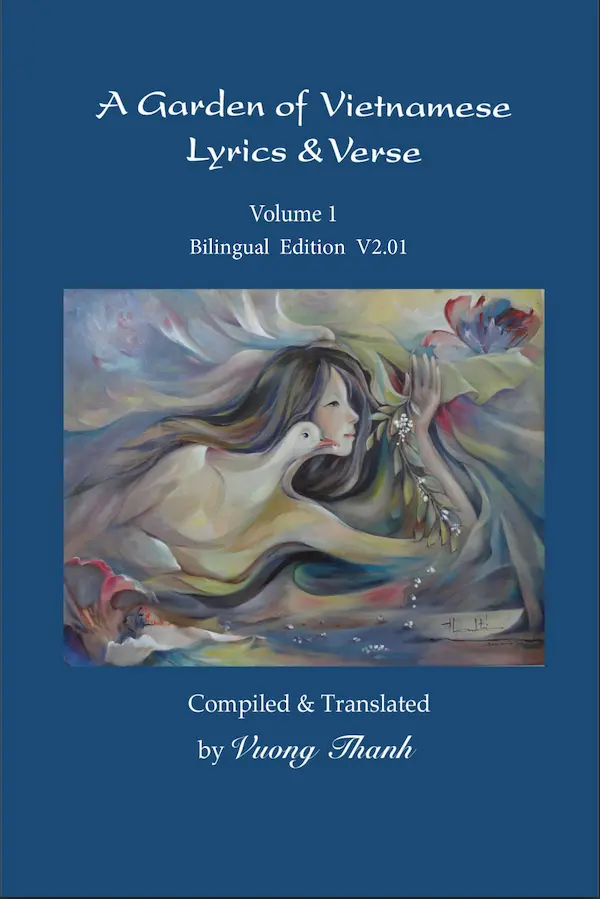 A Garden of Vietnamese
Lyrics & Verse
Volume 1
Bilingual Edition V2.01
Compiled & Translated
by Vuong Thanh